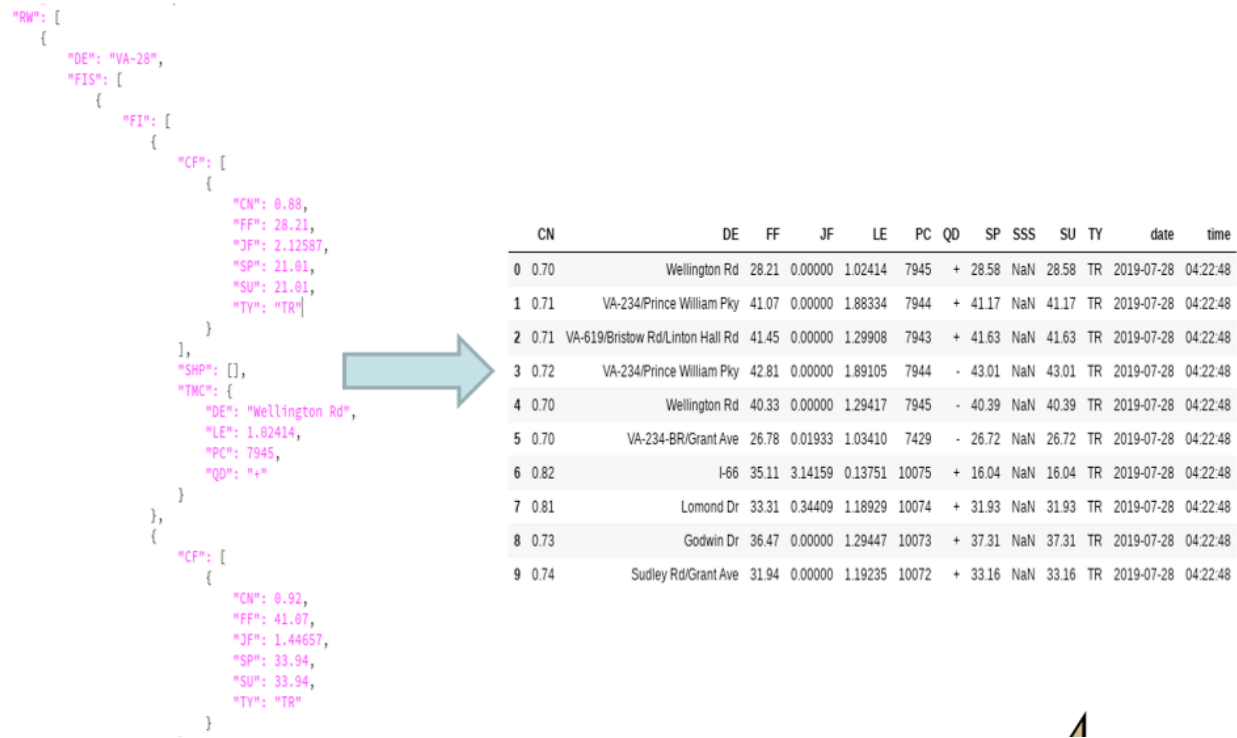 "RW": [
{
"DE": "VA-28",
"FIS": [
{
"FI": [
{
"CF": [
{
"CN": 0.88,
"FF": 28.21,
"JF": 2.12587,
"SP": 21.01,
"SU": 21.01,
"TY": "TR"
}
],
"SHP": [],
"TMC": {
"DE": "Wellington Rd",
"LE": 1.02414,
"PC": 7945,
"QD": "+"
}
},
{
"CF": [
{
"CN": 0.92,
"FF": 41.07,
"JF": 1.44657,
"SP": 33.94,
"SU": 33.94,
"TY": "TR"
}
CN DE FF JF LE PC QD SP SSS SU TY date time
0 0.70 Wellington Rd 28.21 0.00000 1.02414 7945 + 28.58 NaN 28.58 TR 2019-07-28 04:22:48
1 0.71 VA-234/Prince William Pky 41.07 0.00000 1.88334 7944 + 41.17 NaN 41.17 TR 2019-07-28 04:22:48
2 0.71 VA-619/Bristow Rd/Linton Hall Rd 41.45 0.00000 1.29908 7943 + 41.63 NaN 41.63 TR 2019-07-28 04:22:48
3 0.72 VA-234/Prince William Pky 42.81 0.00000 1.89105 7944 - 43.01 NaN 43.01 TR 2019-07-28 04:22:48
4 0.70 Wellington Rd 40.33 0.00000 1.29417 7945 - 40.39 NaN 40.39 TR 2019-07-28 04:22:48
5 0.70 VA-234-BR/Grant Ave 26.78 0.01933 1.03410 7429 - 26.72 NaN 26.72 TR 2019-07-28 04:22:48
6 0.82 I-66 35.11 3.14159 0.13751 10075 + 16.04 NaN 16.04 TR 2019-07-28 04:22:48
7 0.81 Lomond Dr 33.31 0.34409 1.18929 10074 + 31.93 NaN 31.93 TR 2019-07-28 04:22:48
8 0.73 Godwin Dr 36.47 0.00000 1.29447 10073 + 37.31 NaN 37.31 TR 2019-07-28 04:22:48
9 0.74 Sudley Rd/Grant Ave 31.94 0.00000 1.19235 10072 + 33.16 NaN 33.16 TR 2019-07-28 04:22:48